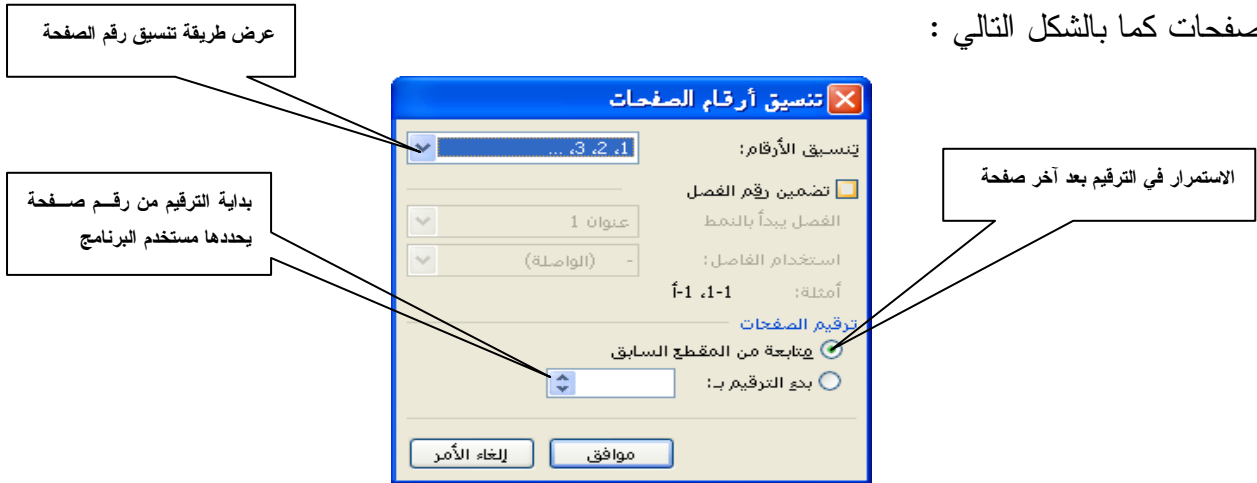 صفحات كما بالشكل التالي :
عرض طريقة تنسيق رقم الصفحة
تنسيق أرقام الصفحات
تنسيق الأرقام:
1، 2، 3، ...
الاستمرار في الترقيم بعد آخر صفحة
تضمين رقم الفصل
بداية الترقيم من رقم صفحة
يحددها مستخدم البرنامج
الفصل يبدأ بالنمط
عنوان 1
استخدام الفاصل:
- (الواصلة)
أمثلة:
1-1، 1-أ
ترقيم الصفحات
متابعة من المقطع السابق
بدء الترقيم بـ:
موافق
إلغاء الأمر